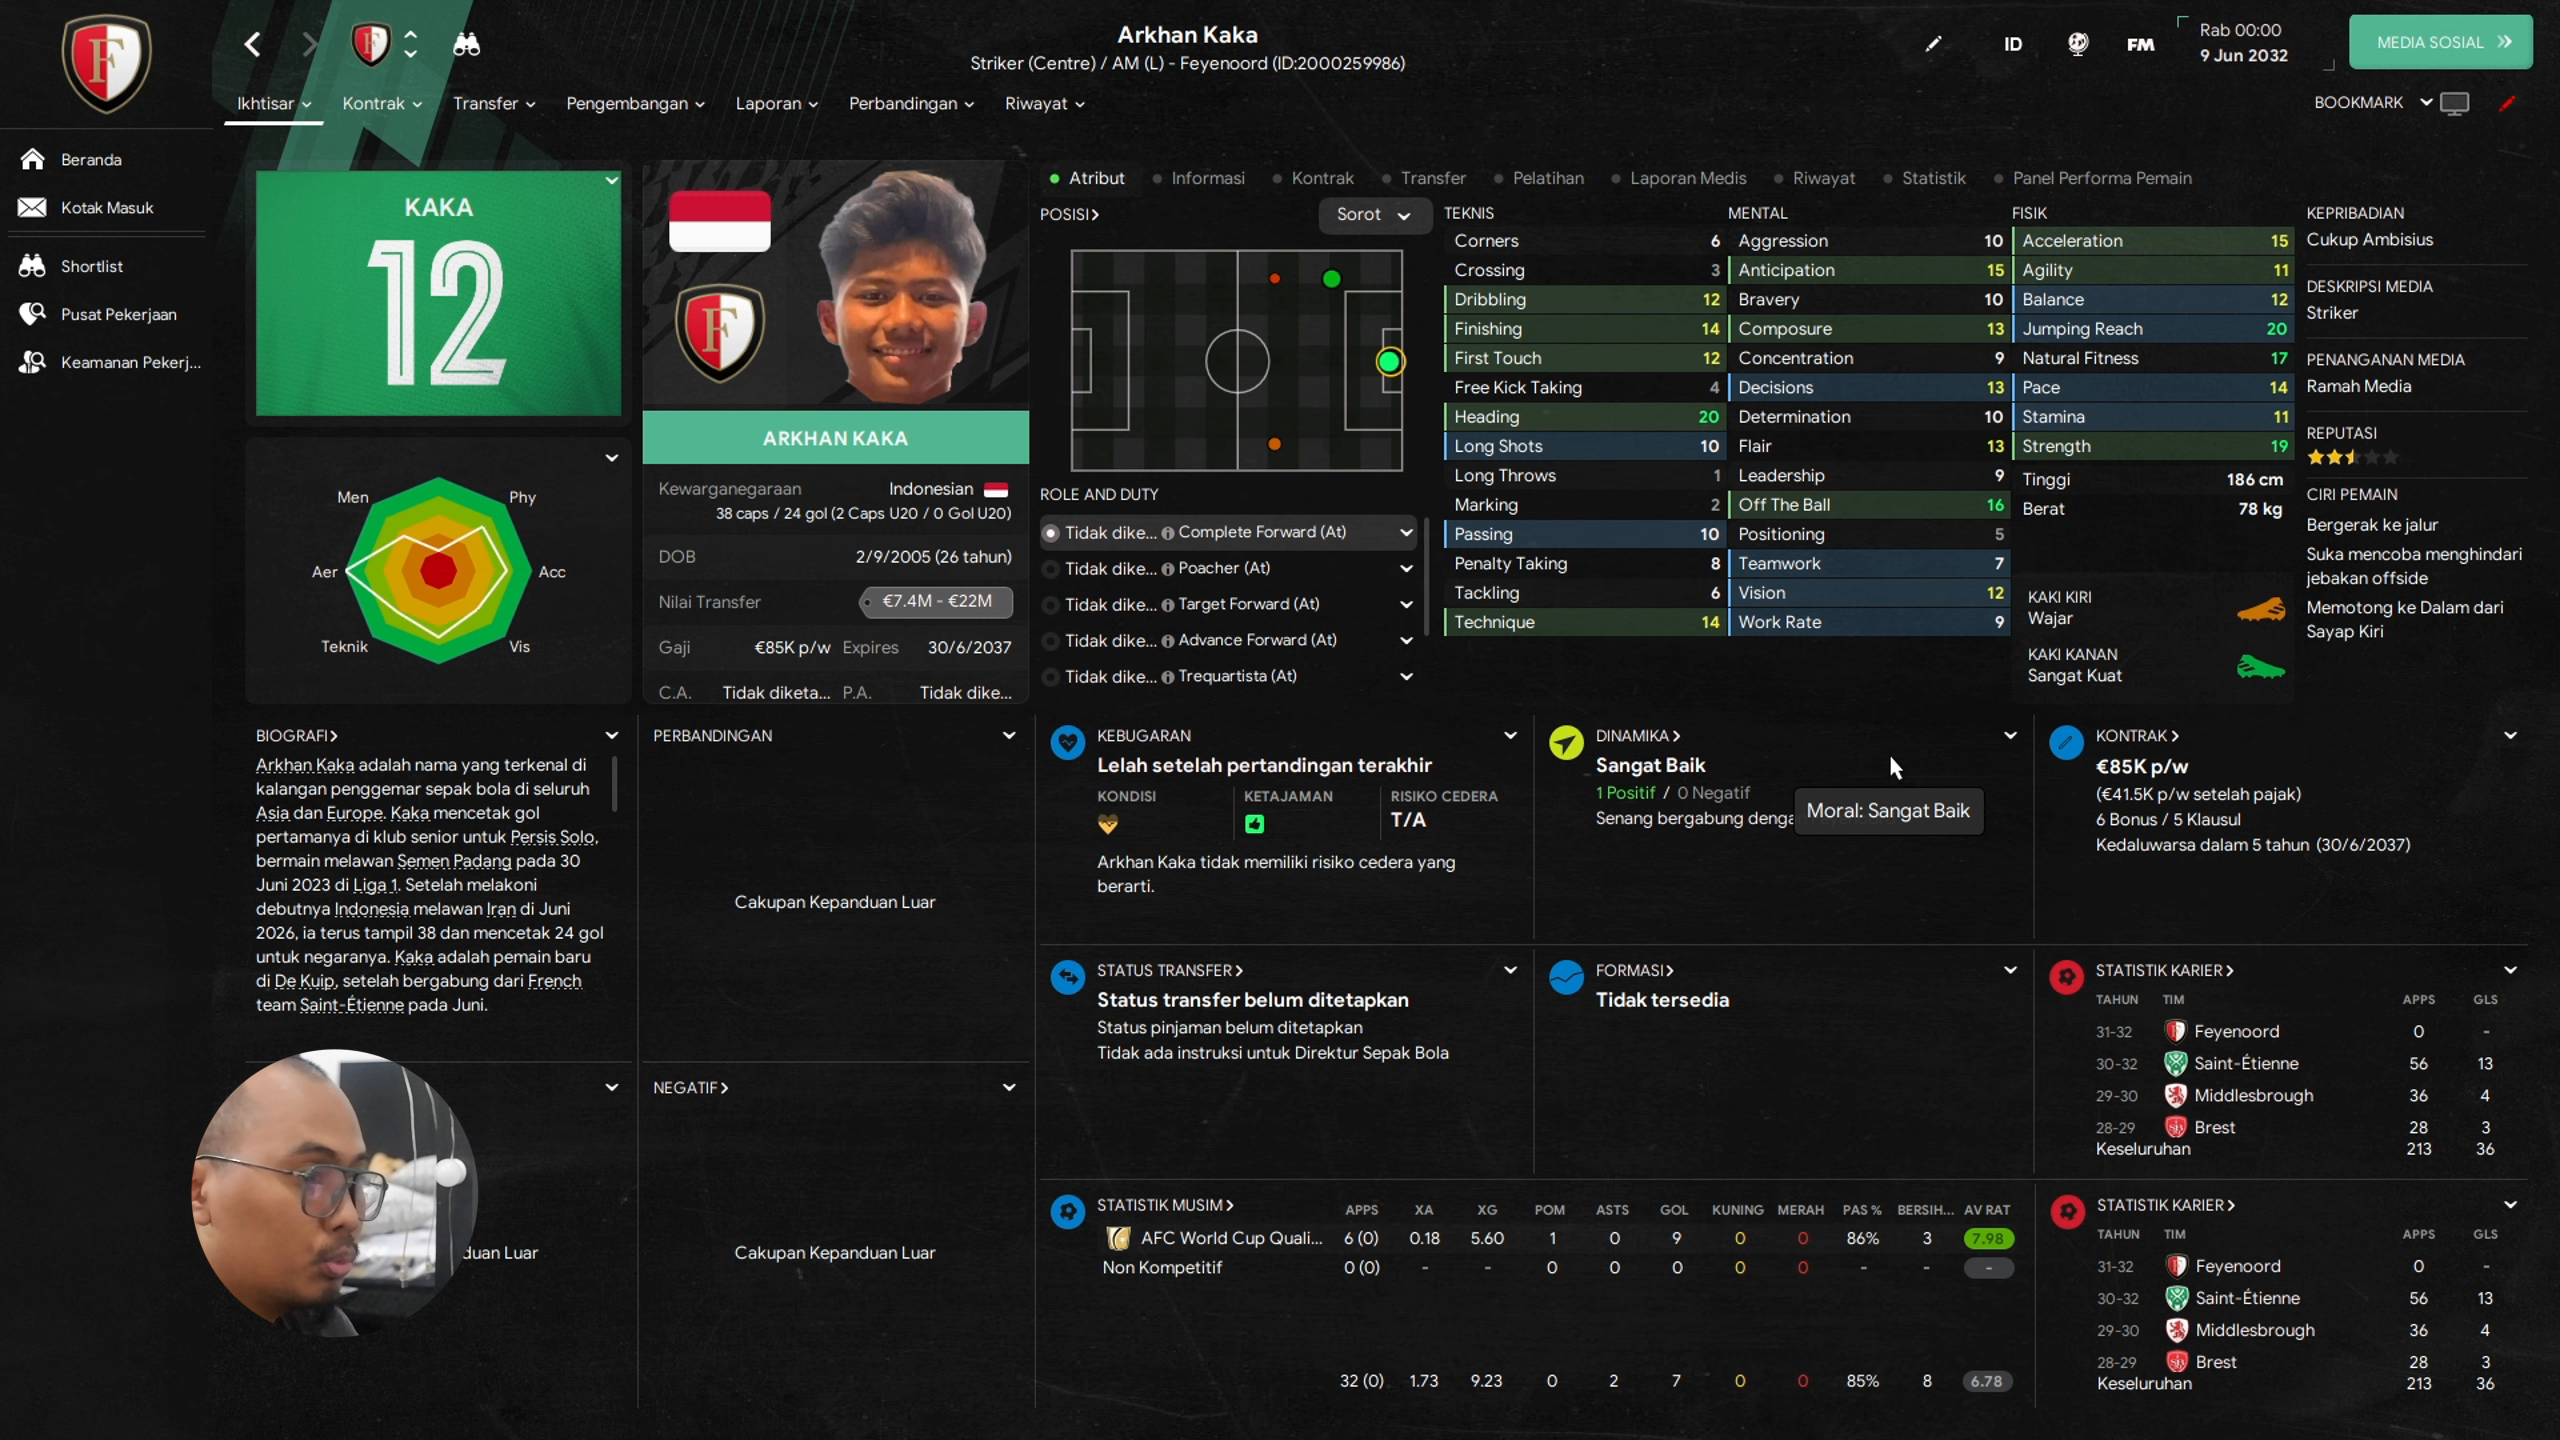 Arkhan Kaka
Striker (Centre) / AM (L) - Feyenoord (ID:2000259986)
ID
FM
Rab 00:00
9 Jun 2032
MEDIA SOSIAL
Ikhtisar
Kontrak
Transfer
Pengembangan
Laporan
Perbandingan
Riwayat
BOOKMARK
Beranda
Kotak Masuk
Shortlist
Pusat Pekerjaan
Keamanan Pekerj...
KAKA
12
Men
Phy
Aer
Acc
Teknik
Vis
ARKHAN KAKA
Kewarganegaraan Indonesian
38 caps / 24 gol (2 Caps U20 / 0 Gol U20)
DOB 2/9/2005 (26 tahun)
Nilai Transfer €7.4M - €22M
Gaji €85K p/w Expires 30/6/2037
C.A. Tidak diketa... P.A. Tidak dike...
Atribut
Informasi
Kontrak
Transfer
Pelatihan
Laporan Medis
Riwayat
Statistik
Panel Performa Pemain
POSISI
Sorot
ROLE AND DUTY
Tidak dike... Complete Forward (At)
Tidak dike... Poacher (At)
Tidak dike... Target Forward (At)
Tidak dike... Advance Forward (At)
Tidak dike... Trequartista (At)
TEKNIS
Corners 6
Crossing 3
Dribbling 12
Finishing 14
First Touch 12
Free Kick Taking 4
Heading 20
Long Shots 10
Long Throws 1
Marking 2
Passing 10
Penalty Taking 8
Tackling 6
Technique 14
MENTAL
Aggression 10
Anticipation 15
Bravery 10
Composure 13
Concentration 9
Decisions 13
Determination 10
Flair 13
Leadership 9
Off The Ball 16
Positioning 5
Teamwork 7
Vision 12
Work Rate 9
FISIK
Acceleration 15
Agility 11
Balance 12
Jumping Reach 20
Natural Fitness 17
Pace 14
Stamina 11
Strength 19
Tinggi 186 cm
Berat 78 kg
KAKI KIRI
Wajar
KAKI KANAN
Sangat Kuat
KEPRIBADIAN
Cukup Ambisius
DESKRIPSI MEDIA
Striker
PENANGANAN MEDIA
Ramah Media
REPUTASI
CIRI PEMAIN
Bergerak ke jalur
Suka mencoba menghindari
jebakan offside
Memotong ke Dalam dari
Sayap Kiri
BIOGRAFI
Arkhan Kaka adalah nama yang terkenal di
kalangan penggemar sepak bola di seluruh
Asia dan Europe. Kaka mencetak gol
pertamanya di klub senior untuk Persis Solo,
bermain melawan Semen Padang pada 30
Juni 2023 di Liga 1. Setelah melakoni
debutnya Indonesia melawan Iran di Juni
2026, ia terus tampil 38 dan mencetak 24 gol
untuk negaranya. Kaka adalah pemain baru
di De Kuip, setelah bergabung dari French
team Saint-Étienne pada Juni.
PERBANDINGAN
Cakupan Kepanduan Luar
duan Luar
NEGATIF
Cakupan Kepanduan Luar
KEBUGARAN
Lelah setelah pertandingan terakhir
KONDISI
KETAJAMAN
RISIKO CEDERA
T/A
Arkhan Kaka tidak memiliki risiko cedera yang
berarti.
DINAMIKA
Sangat Baik
1 Positif / 0 Negatif
Senang bergabung denga
Moral: Sangat Baik
KONTRAK
€85K p/w
(€41.5K p/w setelah pajak)
6 Bonus / 5 Klausul
Kedaluwarsa dalam 5 tahun (30/6/2037)
STATUS TRANSFER
Status transfer belum ditetapkan
Status pinjaman belum ditetapkan
Tidak ada instruksi untuk Direktur Sepak Bola
FORMASI
Tidak tersedia
STATISTIK KARIER
TAHUN TIM APPS GLS
31-32 Feyenoord 0 -
30-32 Saint-Étienne 56 13
29-30 Middlesbrough 36 4
28-29 Brest 28 3
Keseluruhan 213 36
STATISTIK MUSIM APPS XA XG POM ASTS GOL KUNING MERAH PAS % BERSIH... AV RAT
AFC World Cup Quali... 6 (0) 0.18 5.60 1 0 9 0 0 86% 3 7.98
Non Kompetitif 0 (0) - - 0 0 0 0 0 - - -
32 (0) 1.73 9.23 0 2 7 0 0 85% 8 6.78
STATISTIK KARIER
TAHUN TIM APPS GLS
31-32 Feyenoord 0 -
30-32 Saint-Étienne 56 13
29-30 Middlesbrough 36 4
28-29 Brest 28 3
Keseluruhan 213 36